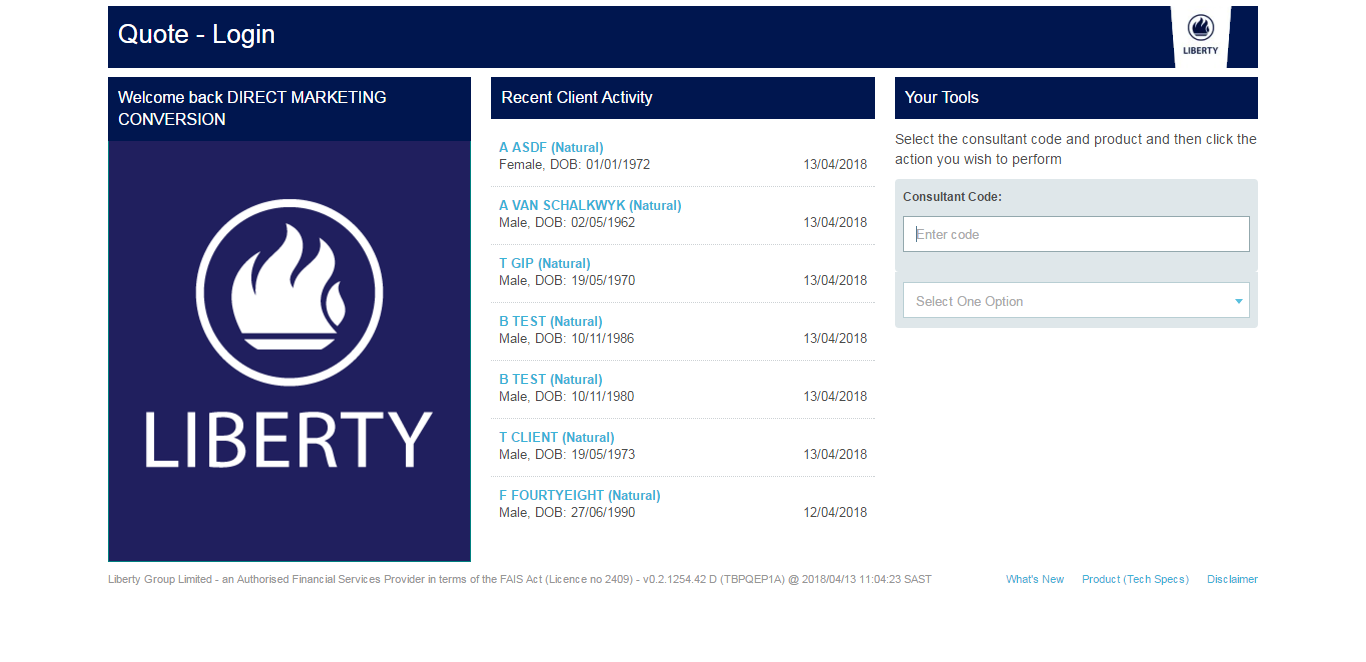 Quote - Login
LIBERTY
Welcome back DIRECT MARKETING
CONVERSION
LIBERTY
Recent Client Activity
A ASDF (Natural)
Female, DOB: 01/01/1972 13/04/2018
A VAN SCHALKWYK (Natural)
Male, DOB: 02/05/1962 13/04/2018
T GIP (Natural)
Male, DOB: 19/05/1970 13/04/2018
B TEST (Natural)
Male, DOB: 10/11/1986 13/04/2018
B TEST (Natural)
Male, DOB: 10/11/1980 13/04/2018
T CLIENT (Natural)
Male, DOB: 19/05/1973 13/04/2018
F FOURTYEIGHT (Natural)
Male, DOB: 27/06/1990 12/04/2018
Your Tools
Select the consultant code and product and then click the
action you wish to perform
Consultant Code:
Enter code
Select One Option
Liberty Group Limited - an Authorised Financial Services Provider in terms of the FAIS Act (Licence no 2409) - v0.2.1254.42 D (TBPQEP1A) @ 2018/04/13 11:04:23 SAST
What's New Product (Tech Specs) Disclaimer